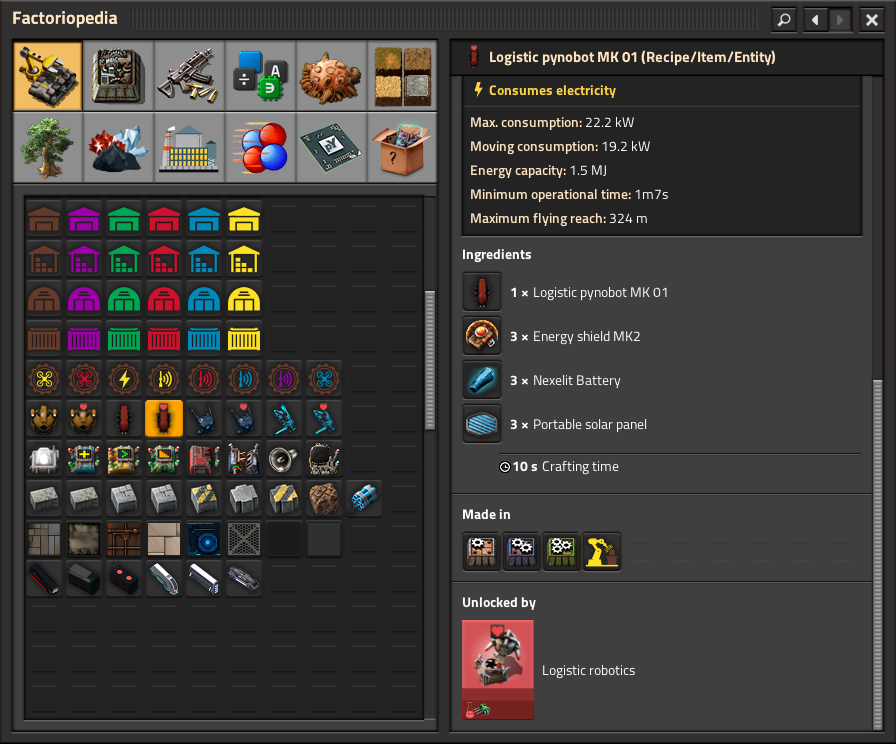 Factoriopedia
Logistic pynobot MK 01 (Recipe/Item/Entity)
Consumes electricity
Max. consumption: 22.2 kW
Moving consumption: 19.2 kW
Energy capacity: 1.5 MJ
Minimum operational time: 1m7s
Maximum flying reach: 324 m
Ingredients
1 × Logistic pynobot MK 01
3 × Energy shield MK2
3 × Nexelit Battery
3 × Portable solar panel
10 s Crafting time
Made in
Unlocked by
Logistic robotics